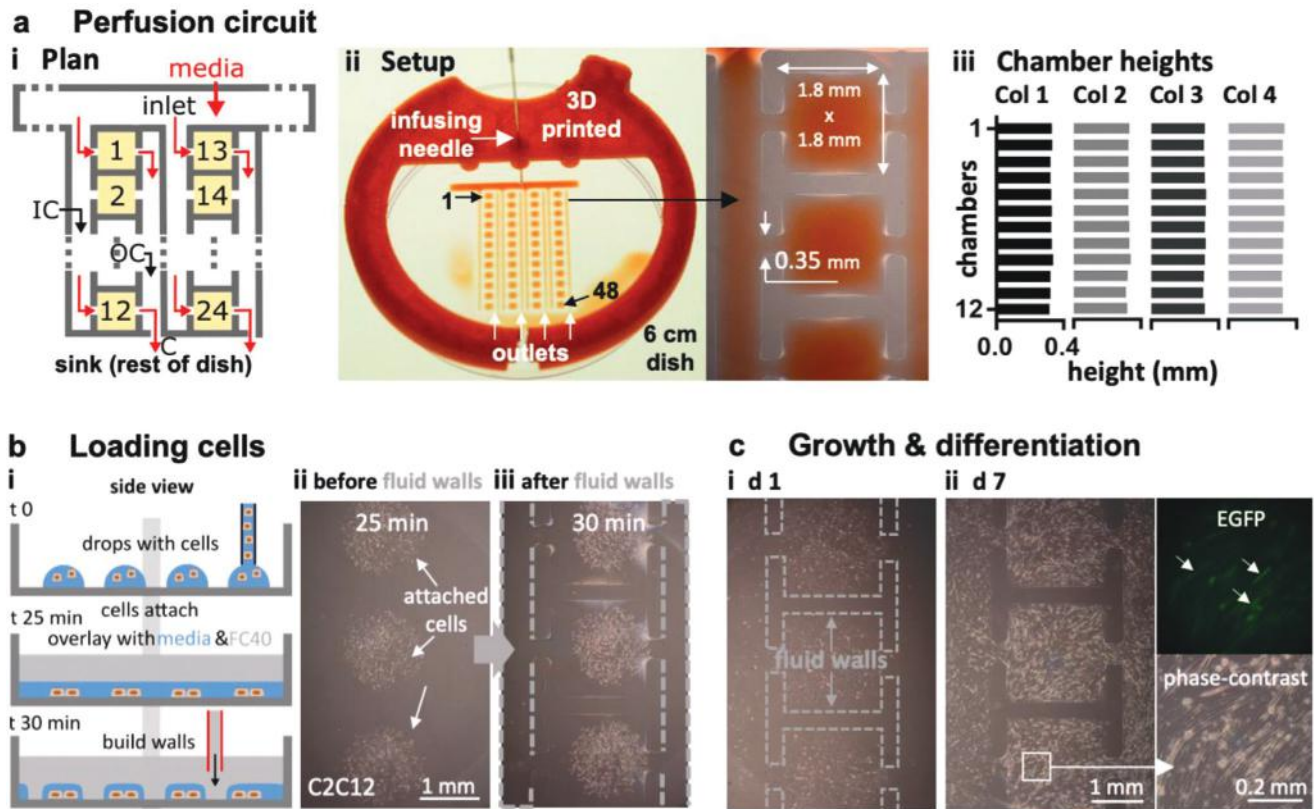 a Perfusion circuit
i Plan
media
inlet
1
13
2
14
IC
OC
12
24
C
sink (rest of dish)
ii Setup
infusing
needle
3D
printed
1
48
outlets
6 cm
dish
1.8 mm
x
1.8 mm
0.35 mm
iii Chamber heights
Col 1 Col 2 Col 3 Col 4
1
chambers
12
0.0 0.4
height (mm)
b Loading cells
i
side view
t 0
drops with cells
cells attach
t 25 min
overlay with media & FC40
t 30 min
build walls
ii before fluid walls
25 min
attached
cells
C2C12
1 mm
iii after fluid walls
30 min
c Growth & differentiation
i d 1
fluid walls
ii d 7
1 mm
EGFP
phase-contrast
0.2 mm